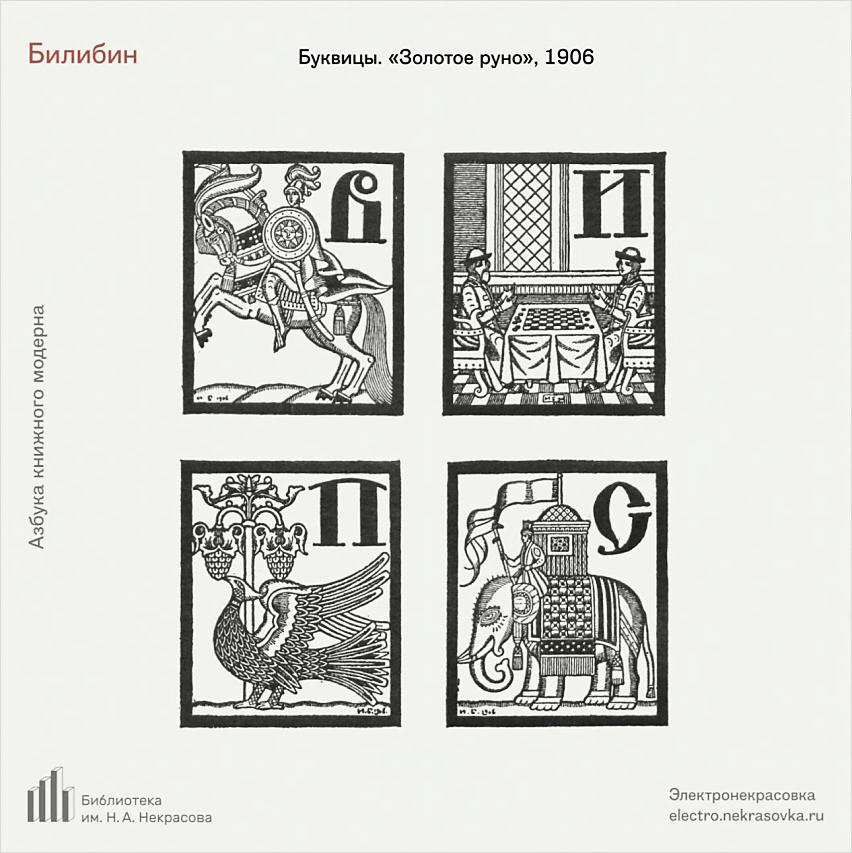 Билибин
Буквицы. «Золотое руно», 1906
Азбука книжного модерна
В
И
П
С
Библиотека
им. Н. А. Некрасова
Электронекрасовка
electro.nekrasovka.ru